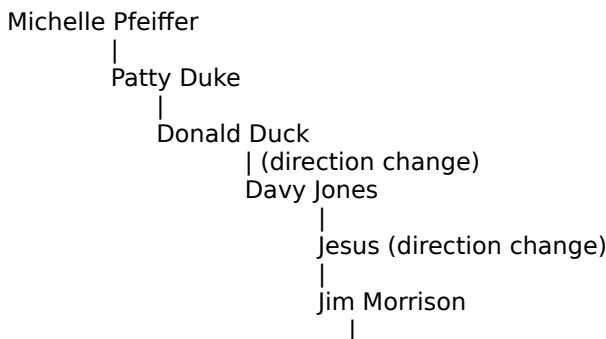 Michelle Pfeiffer
|
Patty Duke
|
Donald Duck
| (direction change)
Davy Jones
|
Jesus (direction change)
|
Jim Morrison
|